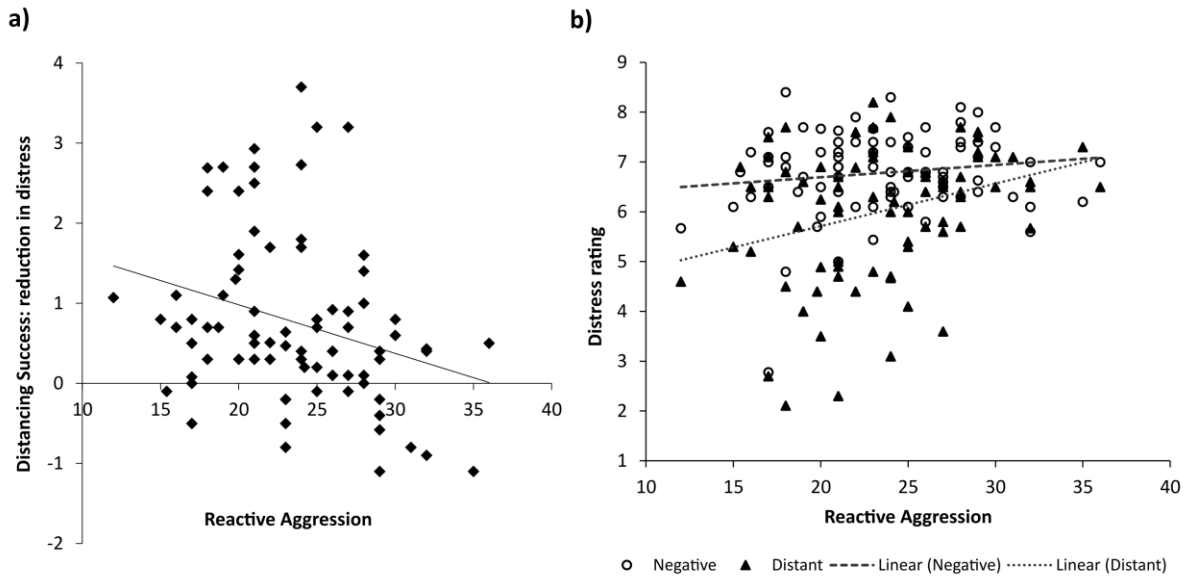 a)
Distancing Success: reduction in distress
4
3
2
1
0
-1
-2
10 15 20 25 30 35 40
Reactive Aggression
b)
Distress rating
9
8
7
6
5
4
3
2
1
10 15 20 25 30 35 40
Reactive Aggression
Negative Distant Linear (Negative) Linear (Distant)